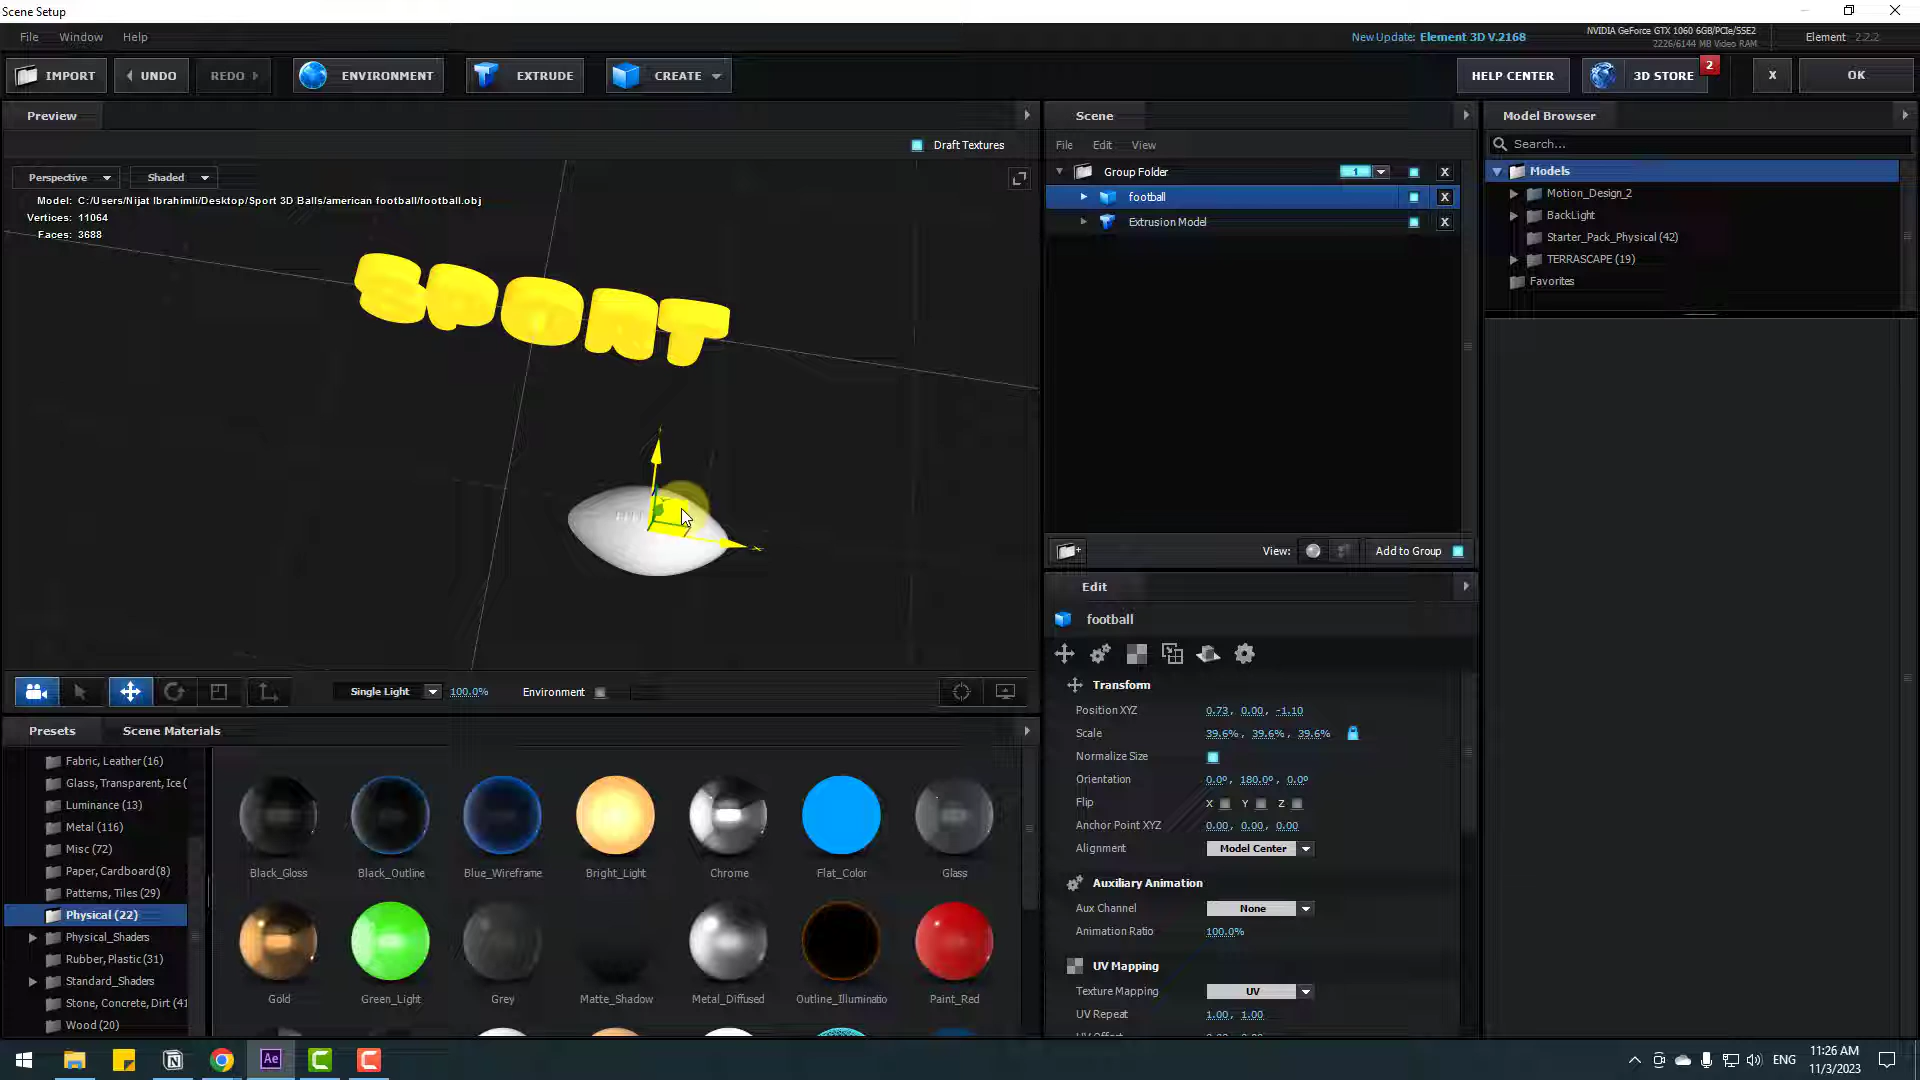 Scene Setup
File Window Help
New Update: Element 3D V.2168
NVIDIA GeForce GTX 1060 6GB/PCIe/SSE2
2226/6144 MB Video RAM
Element 2.2.2
IMPORT
UNDO
REDO
ENVIRONMENT
EXTRUDE
CREATE
HELP CENTER
3D STORE
2
X
OK
Preview
Draft Textures
Perspective
Shaded
Model: C:/Users/Nijat Ibrahimli/Desktop/Sport 3D Balls/american football/football.obj
Vertices: 11064
Faces: 3688
SPORT
Single Light
100.0%
Environment
Scene
File Edit View
Group Folder
1
X
football
X
Extrusion Model
X
View:
Add to Group
Model Browser
Search...
Models
Motion_Design_2
BackLight
Starter_Pack_Physical (42)
TERRASCAPE (19)
Favorites
Edit
football
Transform
Position XYZ 0.73, 0.00, -1.10
Scale 39.6%, 39.6%, 39.6%
Normalize Size
Orientation 0.0º, 180.0º, 0.0º
Flip X Y Z
Anchor Point XYZ 0.00, 0.00, 0.00
Alignment Model Center
Auxiliary Animation
Aux Channel None
Animation Ratio 100.0%
UV Mapping
Texture Mapping UV
UV Repeat 1.00, 1.00
Presets
Scene Materials
Fabric, Leather (16)
Glass, Transparent, Ice (
Luminance (13)
Metal (116)
Misc (72)
Paper, Cardboard (8)
Patterns, Tiles (29)
Physical (22)
Physical_Shaders
Rubber, Plastic (31)
Standard_Shaders
Stone, Concrete, Dirt (41
Wood (20)
Black_Gloss
Black_Outline
Blue_Wireframe
Bright_Light
Chrome
Flat_Color
Glass
Gold
Green_Light
Grey
Matte_Shadow
Metal_Diffused
Outline_Illuminatio
Paint_Red
Ae
ENG
11:26 AM
11/3/2023